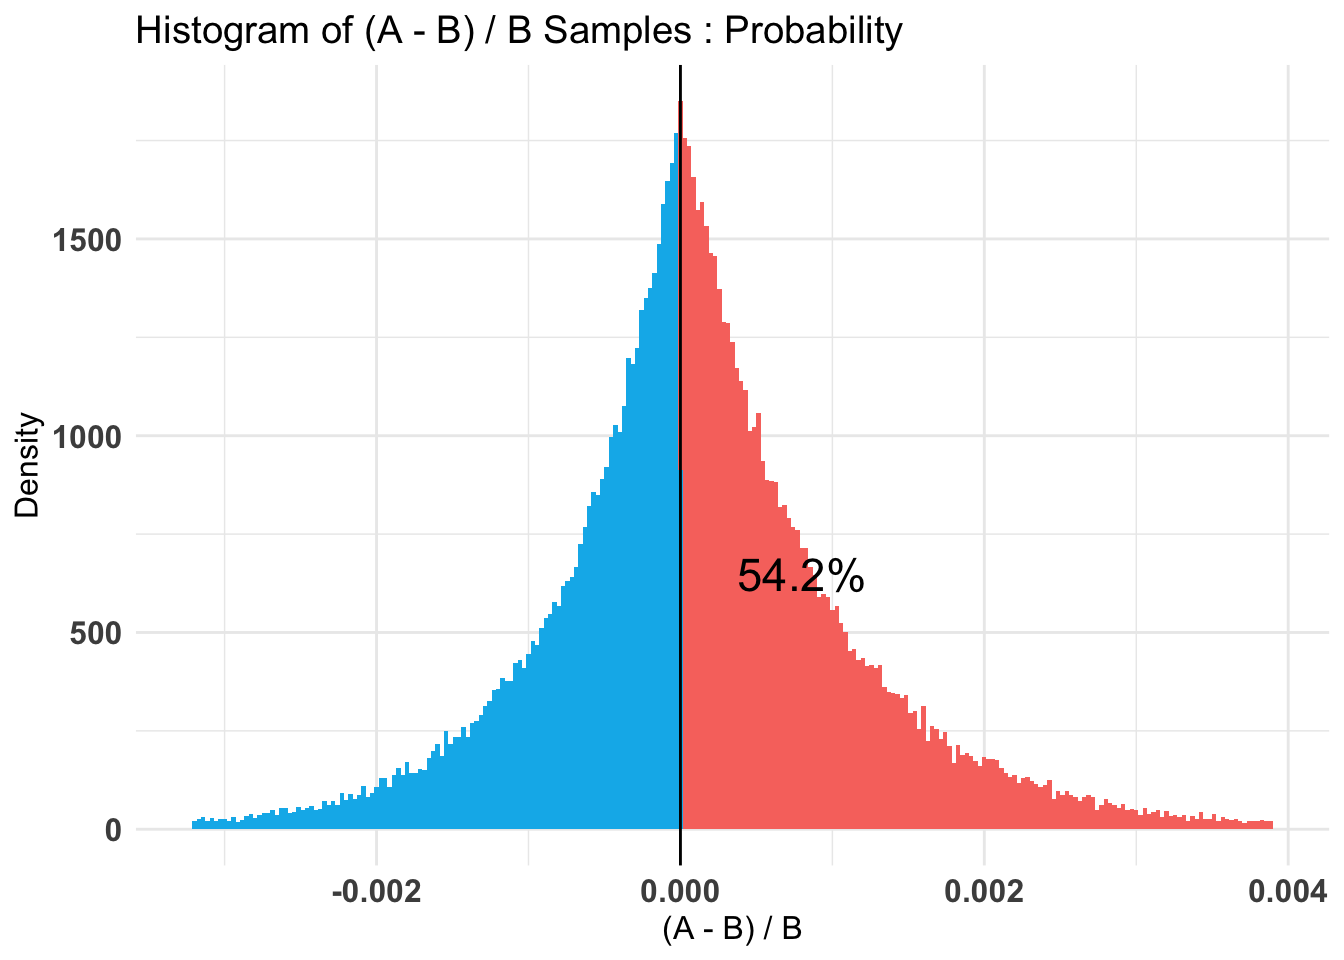 Histogram of (A - B) / B Samples : Probability
Density
1500
1000
500
0
54.2%
-0.002 0.000 0.002 0.004
(A - B) / B